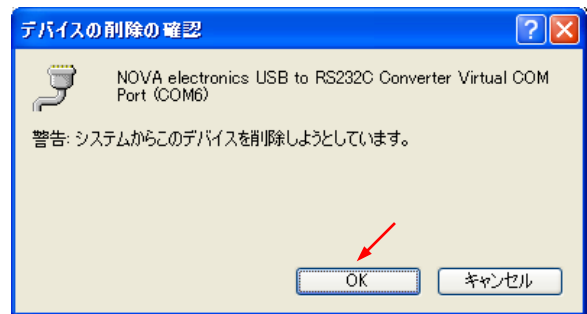 デバイスの削除の確認
NOVA electronics USB to RS232C Converter Virtual COM
Port (COM6)
警告: システムからこのデバイスを削除しようとしています。
OK
キャンセル